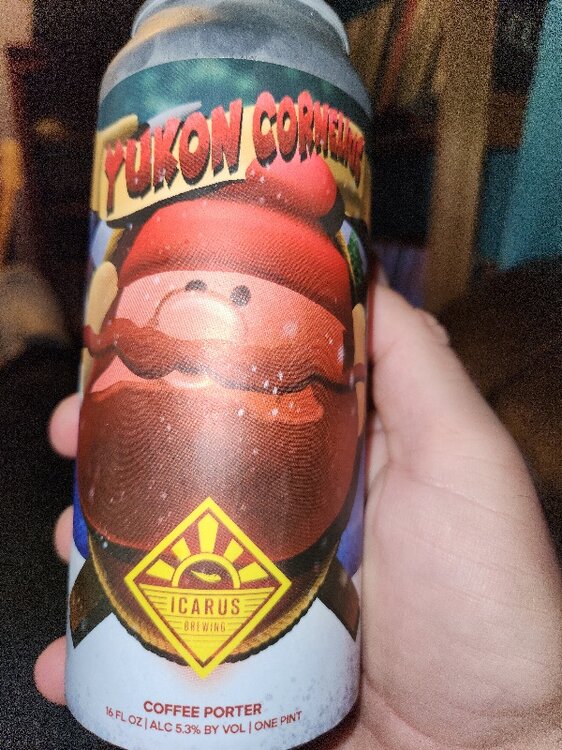 YUKON CORNELIUS
ICARUS
BREWING
COFFEE PORTER
16 FL OZ | ALC 5.3% BY VOL | ONE PINT